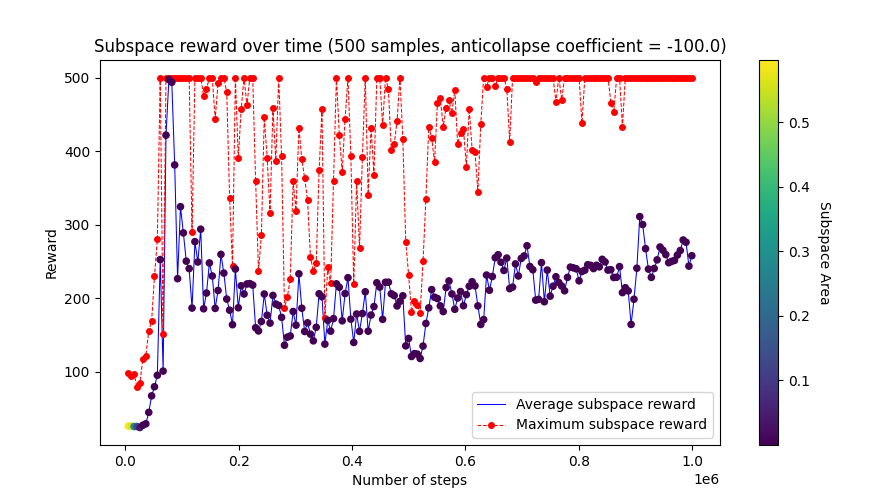 Subspace reward over time (500 samples, anticollapse coefficient = -100.0)
500
400
300
200
100
Reward
0.0
0.2
0.4
0.6
0.8
1.0
1e6
Number of steps
Average subspace reward
Maximum subspace reward
0.5
0.4
0.3
0.2
0.1
Subspace Area